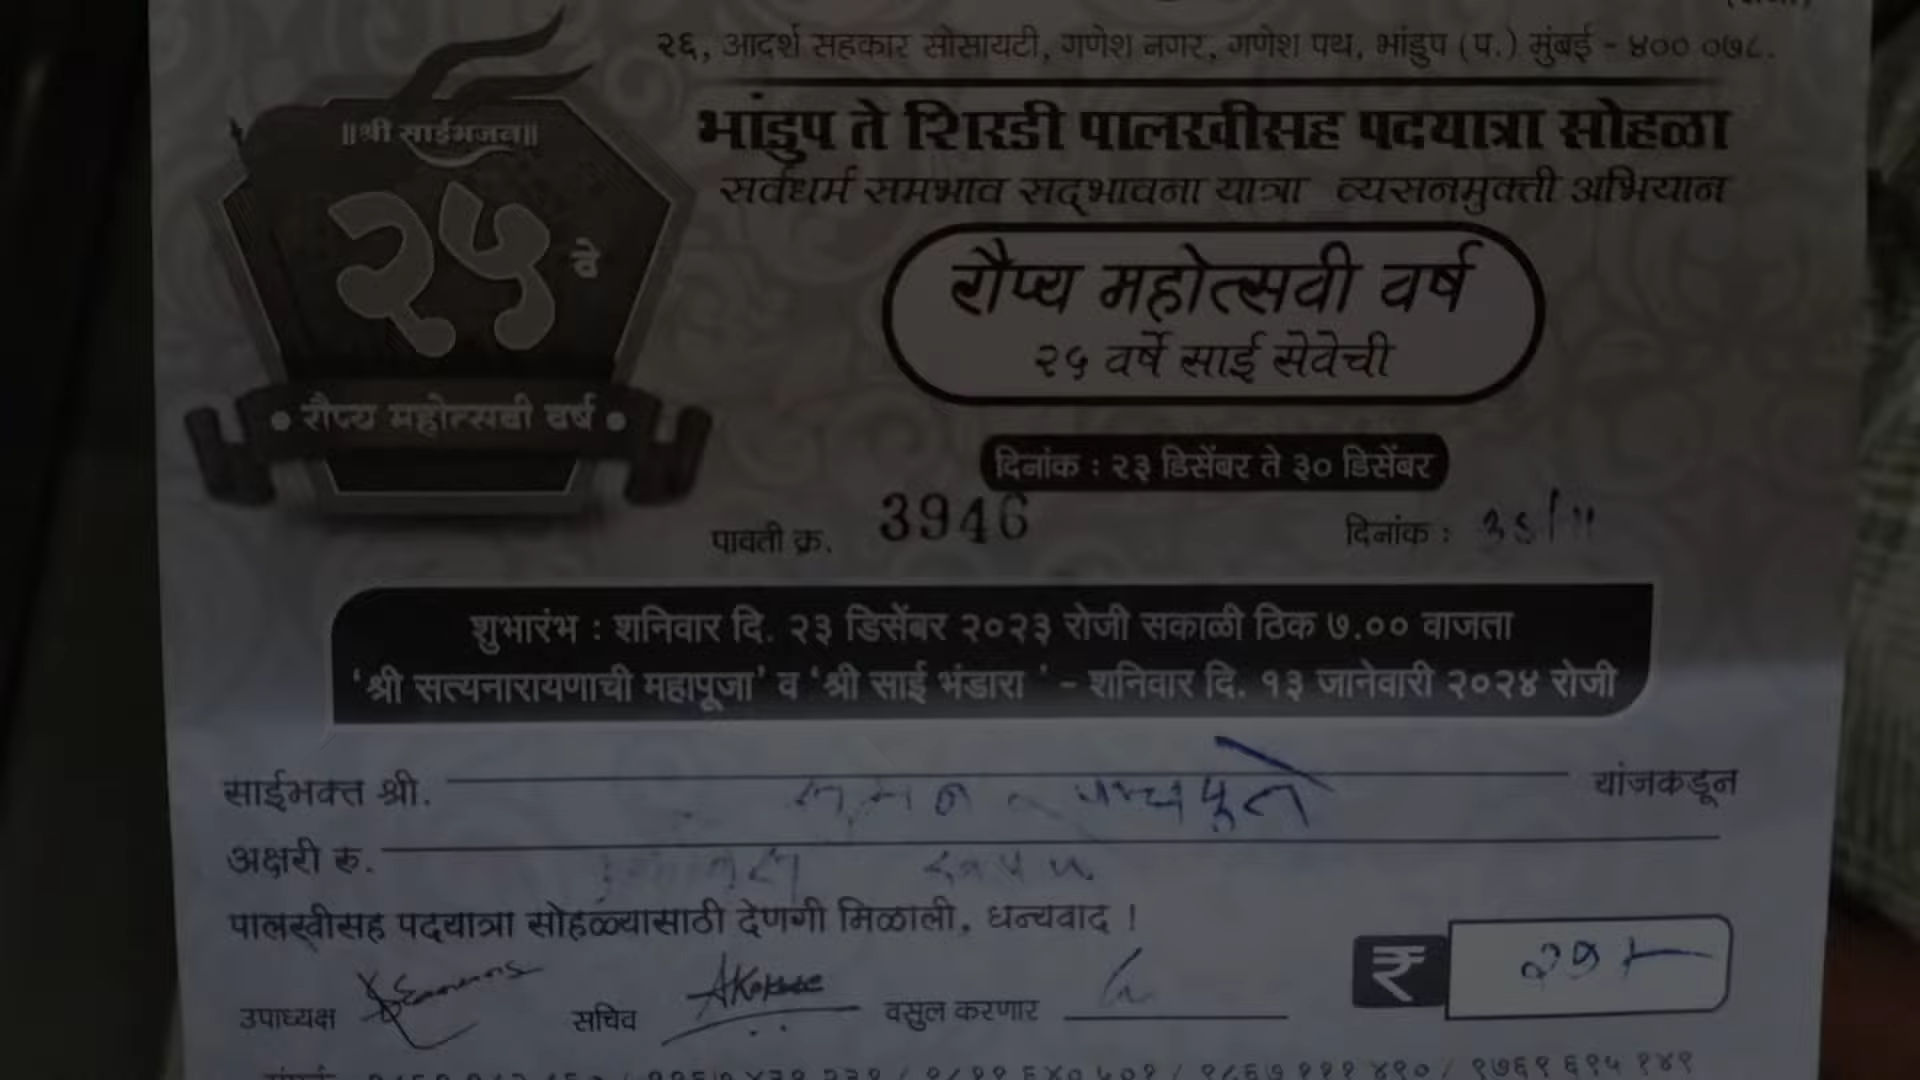 २६, आदर्श सहकार सोसायटी, गणेश नगर, गणेश पथ, भांडुप (प.) मुंबई - ४०० ०७८.
॥श्री साईभजन॥
२५ वे
रौप्य महोत्सवी वर्ष
भांडुप ते शिरडी पालखीसह पदयात्रा सोहळा
सर्वधर्म समभाव सद्‌भावना यात्रा व्यसनमुक्ती अभियान
रौप्य महोत्सवी वर्ष
२५ वर्षे साई सेवेची
दिनांक : २३ डिसेंबर ते ३० डिसेंबर
पावती क्र. 3946 दिनांक :
शुभारंभ : शनिवार दि. २३ डिसेंबर २०२३ रोजी सकाळी ठिक ७.०० वाजता
'श्री सत्यनारायणाची महापूजा' व 'श्री साई भंडारा ' - शनिवार दि. १३ जानेवारी २०२४ रोजी
साईभक्त श्री. यांजकडून
अक्षरी रु.
पालखीसह पदयात्रा सोहळ्यासाठी देणगी मिळाली, धन्यवाद !
उपाध्यक्ष सचिव वसुल करणार ₹